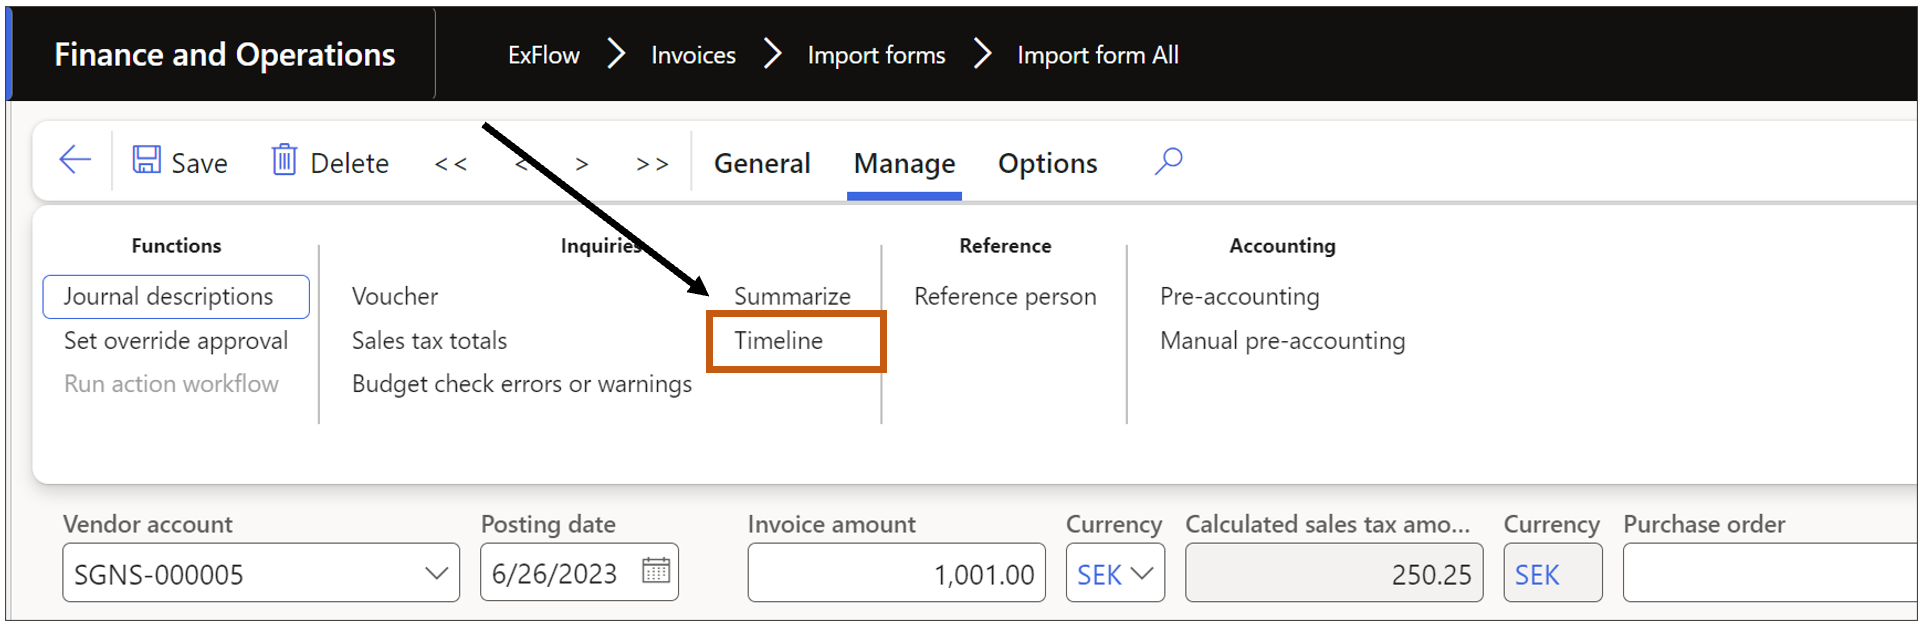 Finance and Operations
ExFlow > Invoices > Import forms > Import form All
Save Delete << < > >> General Manage Options
Functions
Journal descriptions
Set override approval
Run action workflow
Inquiries
Voucher
Sales tax totals
Budget check errors or warnings
Summarize
Timeline
Reference
Reference person
Accounting
Pre-accounting
Manual pre-accounting
Vendor account
SGNS-000005
Posting date
6/26/2023
Invoice amount
1,001.00
Currency
SEK
Calculated sales tax amo...
250.25
Currency
SEK
Purchase order